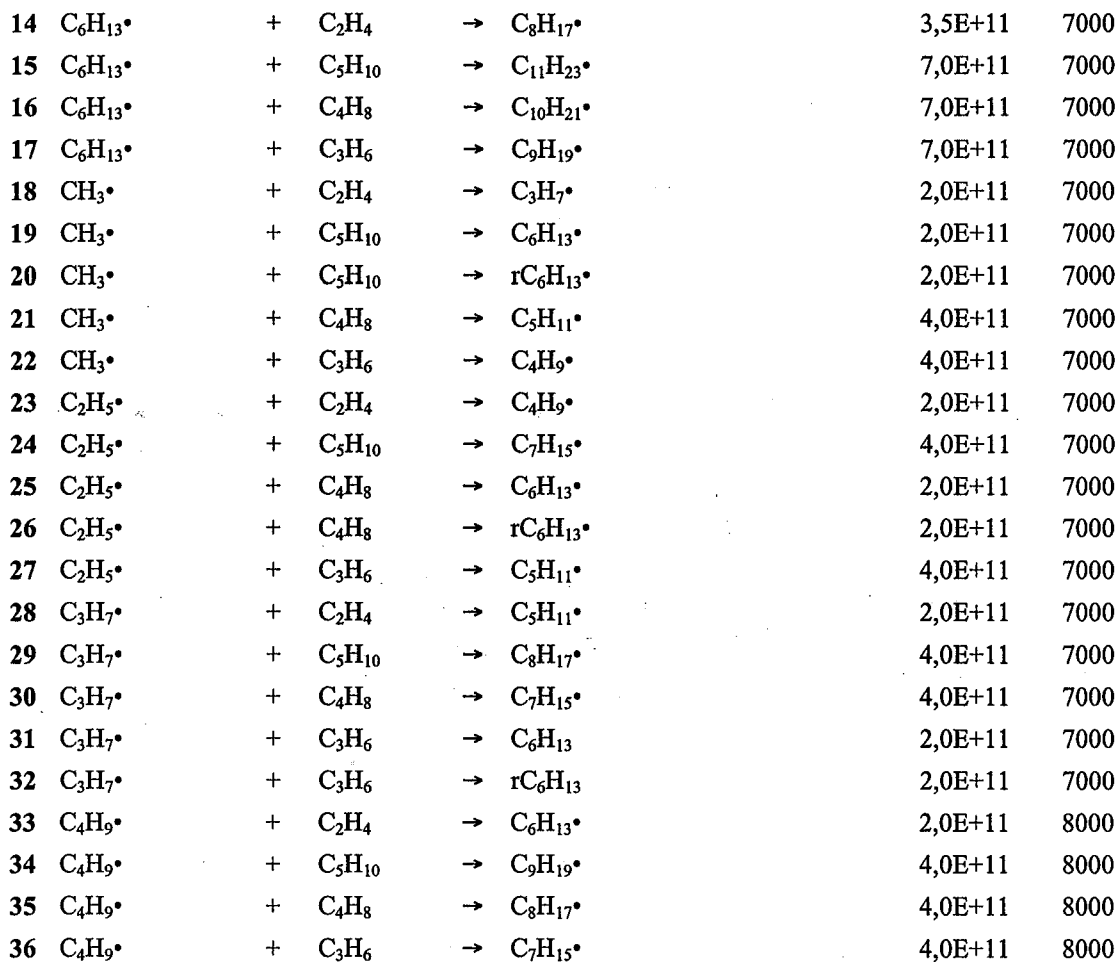 14 C₆H₁₃• + C₂H₄ → C₈H₁₇• 3,5E+11 7000
15 C₆H₁₃• + C₅H₁₀ → C₁₁H₂₃• 7,0E+11 7000
16 C₆H₁₃• + C₄H₈ → C₁₀H₂₁• 7,0E+11 7000
17 C₆H₁₃• + C₃H₆ → C₉H₁₉• 7,0E+11 7000
18 CH₃• + C₂H₄ → C₃H₇• 2,0E+11 7000
19 CH₃• + C₅H₁₀ → C₆H₁₃• 2,0E+11 7000
20 CH₃• + C₅H₁₀ → rC₆H₁₃• 2,0E+11 7000
21 CH₃• + C₄H₈ → C₅H₁₁• 4,0E+11 7000
22 CH₃• + C₃H₆ → C₄H₉• 4,0E+11 7000
23 C₂H₅• + C₂H₄ → C₄H₉• 2,0E+11 7000
24 C₂H₅• + C₅H₁₀ → C₇H₁₅• 4,0E+11 7000
25 C₂H₅• + C₄H₈ → C₆H₁₃• 2,0E+11 7000
26 C₂H₅• + C₄H₈ → rC₆H₁₃• 2,0E+11 7000
27 C₂H₅• + C₃H₆ → C₅H₁₁• 4,0E+11 7000
28 C₃H₇• + C₂H₄ → C₅H₁₁• 2,0E+11 7000
29 C₃H₇• + C₅H₁₀ → C₈H₁₇• 4,0E+11 7000
30 C₃H₇• + C₄H₈ → C₇H₁₅• 4,0E+11 7000
31 C₃H₇• + C₃H₆ → C₆H₁₃ 2,0E+11 7000
32 C₃H₇• + C₃H₆ → rC₆H₁₃ 2,0E+11 7000
33 C₄H₉• + C₂H₄ → C₆H₁₃• 2,0E+11 8000
34 C₄H₉• + C₅H₁₀ → C₉H₁₉• 4,0E+11 8000
35 C₄H₉• + C₄H₈ → C₈H₁₇• 4,0E+11 8000
36 C₄H₉• + C₃H₆ → C₇H₁₅• 4,0E+11 8000